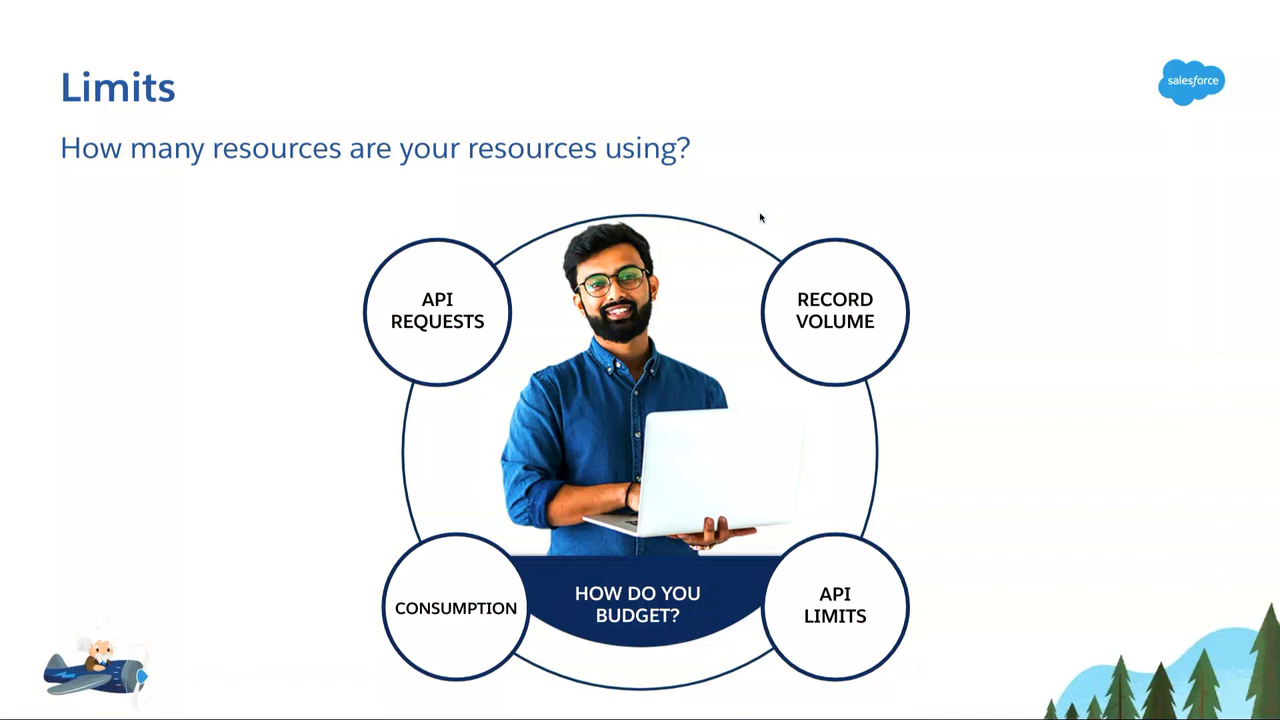 Limits
salesforce
How many resources are your resources using?
API
REQUESTS
RECORD
VOLUME
CONSUMPTION
HOW DO YOU
BUDGET?
API
LIMITS